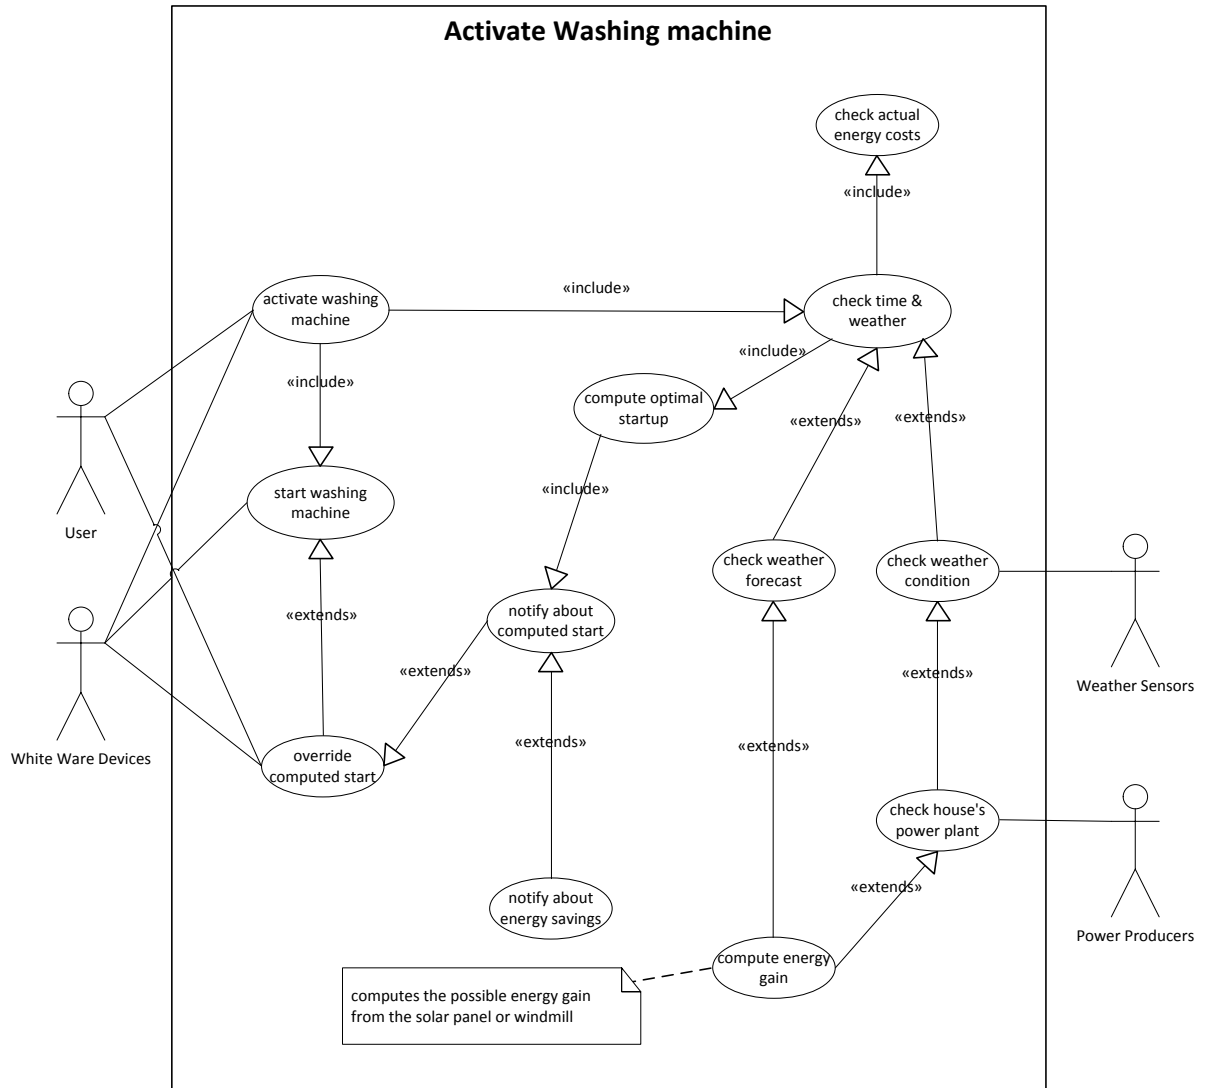 Activate Washing machine
check actual
energy costs
«include»
activate washing
machine
«include»
check time &
weather
«include»
«include»
compute optimal
startup
«extends»
«extends»
User
start washing
machine
«include»
check weather
forecast
check weather
condition
notify about
computed start
«extends»
«extends»
«extends»
Weather Sensors
White Ware Devices
override
computed start
«extends»
«extends»
check house's
power plant
notify about
energy savings
«extends»
Power Producers
compute energy
gain
computes the possible energy gain
from the solar panel or windmill